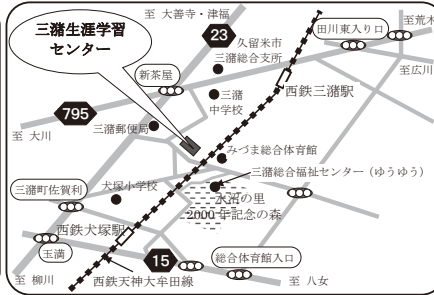 至 大善寺・津福
至 荒木
三潴生涯学習
センター
23
久留米市
三潴総合支所
田川東入り口
至 広川
新茶屋
三潴
中学校
西鉄三潴駅
795
至 大川
三潴郵便局
みづま総合体育館
三潴総合福祉センター(ゆうゆう)
三潴町佐賀利
犬塚小学校
水沼の里
2000年記念の森
西鉄犬塚駅
玉満
15
総合体育館入口
至 柳川
西鉄天神大牟田線
至 八女